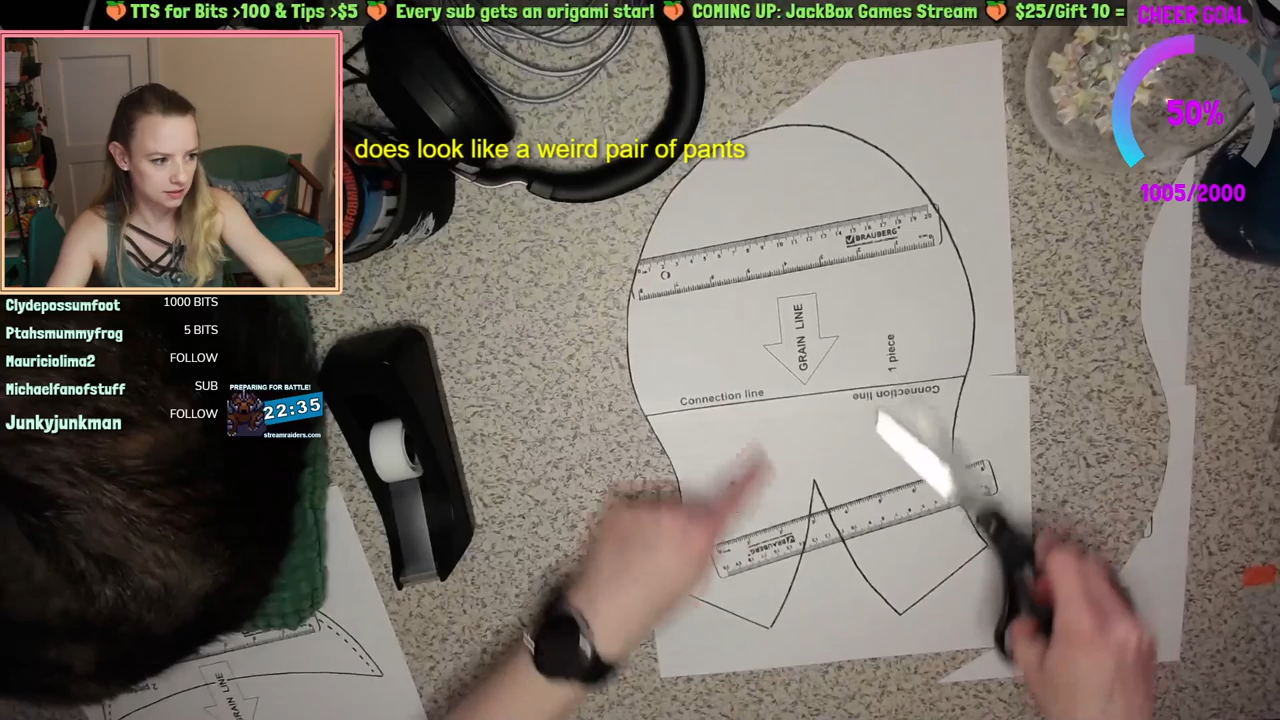 TTS for Bits >100 & Tips >$5 Every sub gets an origami star! COMING UP: JackBox Games Stream $25/Gift 10 =
CHEER GOAL
50%
1005/2000
does look like a weird pair of pants
Clydepossumfoot 1000 BITS
Ptahsmummyfrog 5 BITS
Mauriciolima2 FOLLOW
Michaelfanofstuff SUB
Junkyjunkman FOLLOW
PREPARING FOR BATTLE!
22:35
streamraiders.com
BRAUBERG
GRAIN LINE
1 piece
Connection line
Connection line
BRAUBERG